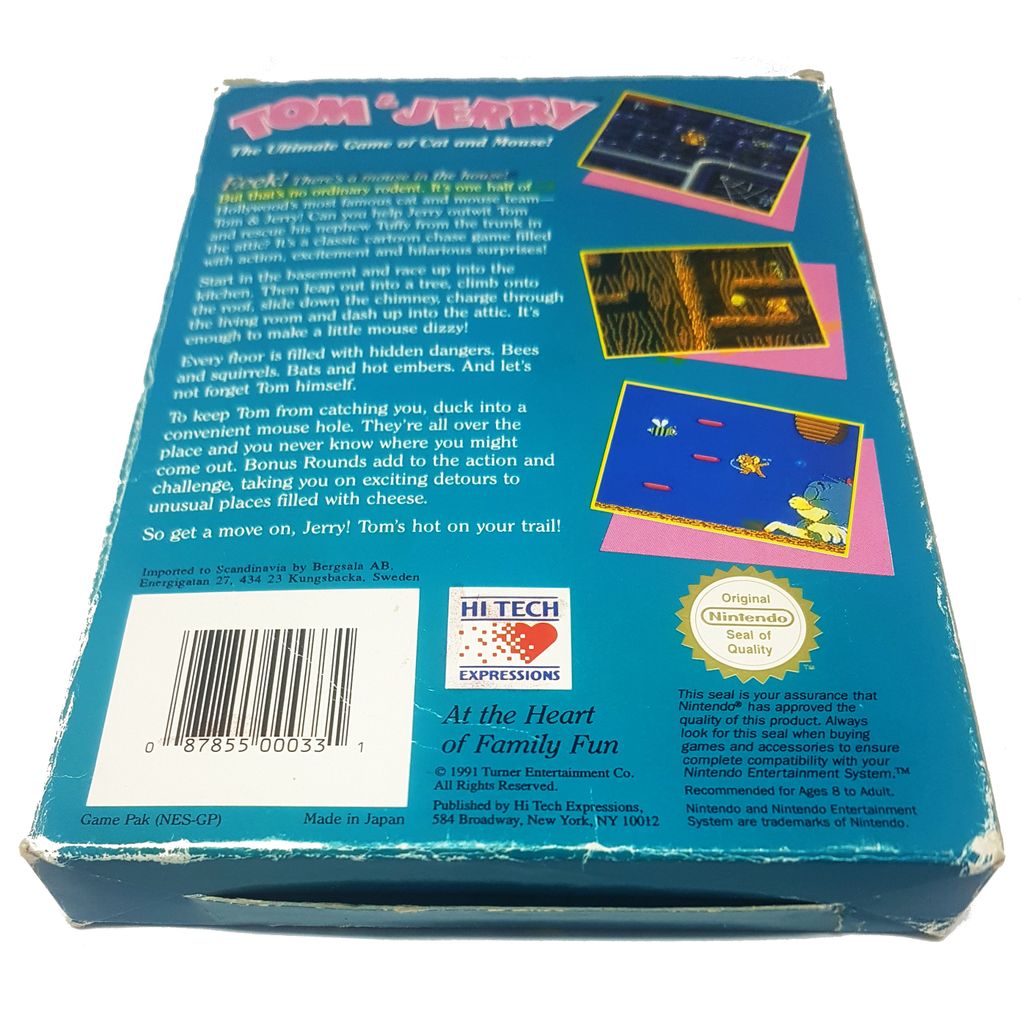 TOM & JERRY
The Ultimate Game of Cat and Mouse!
Eeek! There's a mouse in the house!
But that's no ordinary rodent. It's one half of
Hollywood's most famous cat and mouse team—
Tom & Jerry! Can you help Jerry outwit Tom
and rescue his nephew Tuffy from the trunk in
the attic? It's a classic cartoon chase game filled
with action, excitement and hilarious surprises!
Start in the basement and race up into the
kitchen. Then leap out into a tree, climb onto
the roof, slide down the chimney, charge through
the living room and dash up into the attic. It's
enough to make a little mouse dizzy!
Every floor is filled with hidden dangers. Bees
and squirrels. Bats and hot embers. And let's
not forget Tom himself.
To keep Tom from catching you, duck into a
convenient mouse hole. They're all over the
place and you never know where you might
come out. Bonus Rounds add to the action and
challenge, taking you on exciting detours to
unusual places filled with cheese.
So get a move on, Jerry! Tom's hot on your trail!
Imported to Scandinavia by Bergsala AB,
Energigatan 27, 434 23 Kungsbacka, Sweden
0 87855 00033 1
Game Pak (NES-GP) Made in Japan
HI TECH
EXPRESSIONS
At the Heart
of Family Fun
© 1991 Turner Entertainment Co.
All Rights Reserved.
Published by Hi Tech Expressions,
584 Broadway, New York, NY 10012
Original
Nintendo
Seal of
Quality
TM
This seal is your assurance that
Nintendo® has approved the
quality of this product. Always
look for this seal when buying
games and accessories to ensure
complete compatibility with your
Nintendo Entertainment System.™
Recommended for Ages 8 to Adult.
Nintendo and Nintendo Entertainment
System are trademarks of Nintendo.